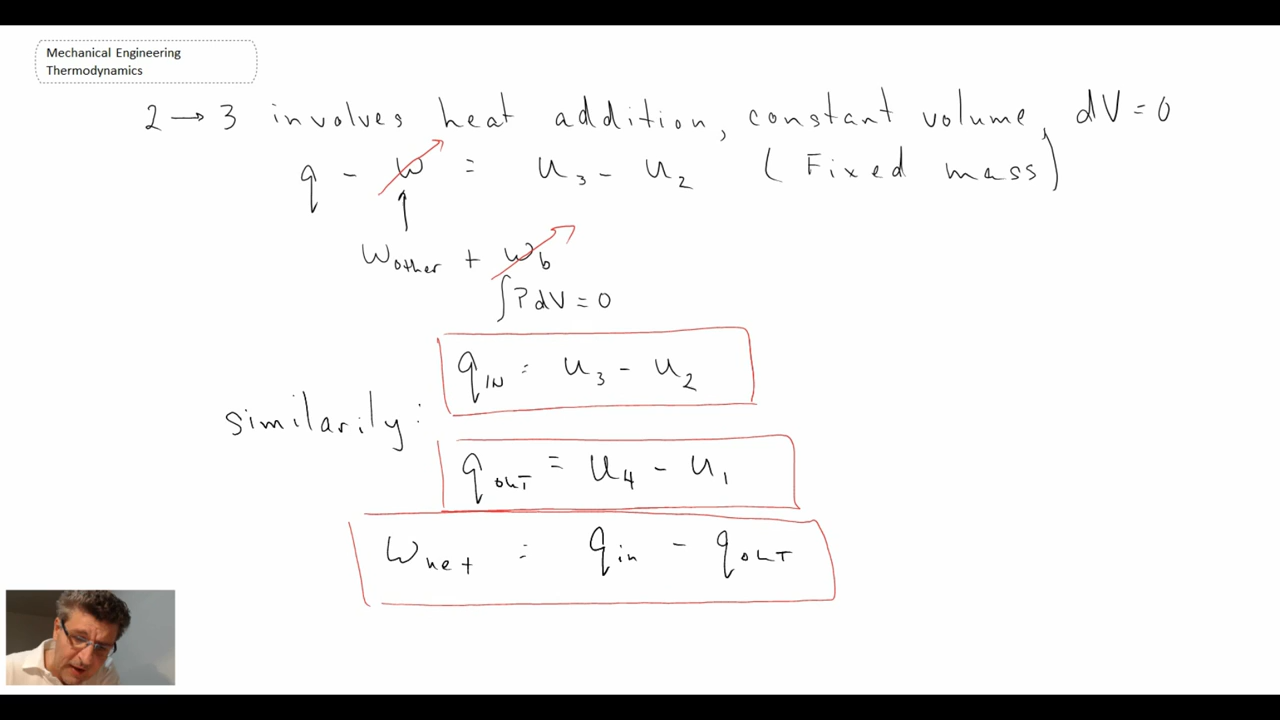 Mechanical Engineering
Thermodynamics
2 → 3 involves heat addition, constant volume, dV = 0
q - w = u3 - u2 (Fixed mass)
Wother + wb
∫PdV = 0
qIN = u3 - u2
similarily:
qOUT = u4 - u1
wnet = qin - qOUT